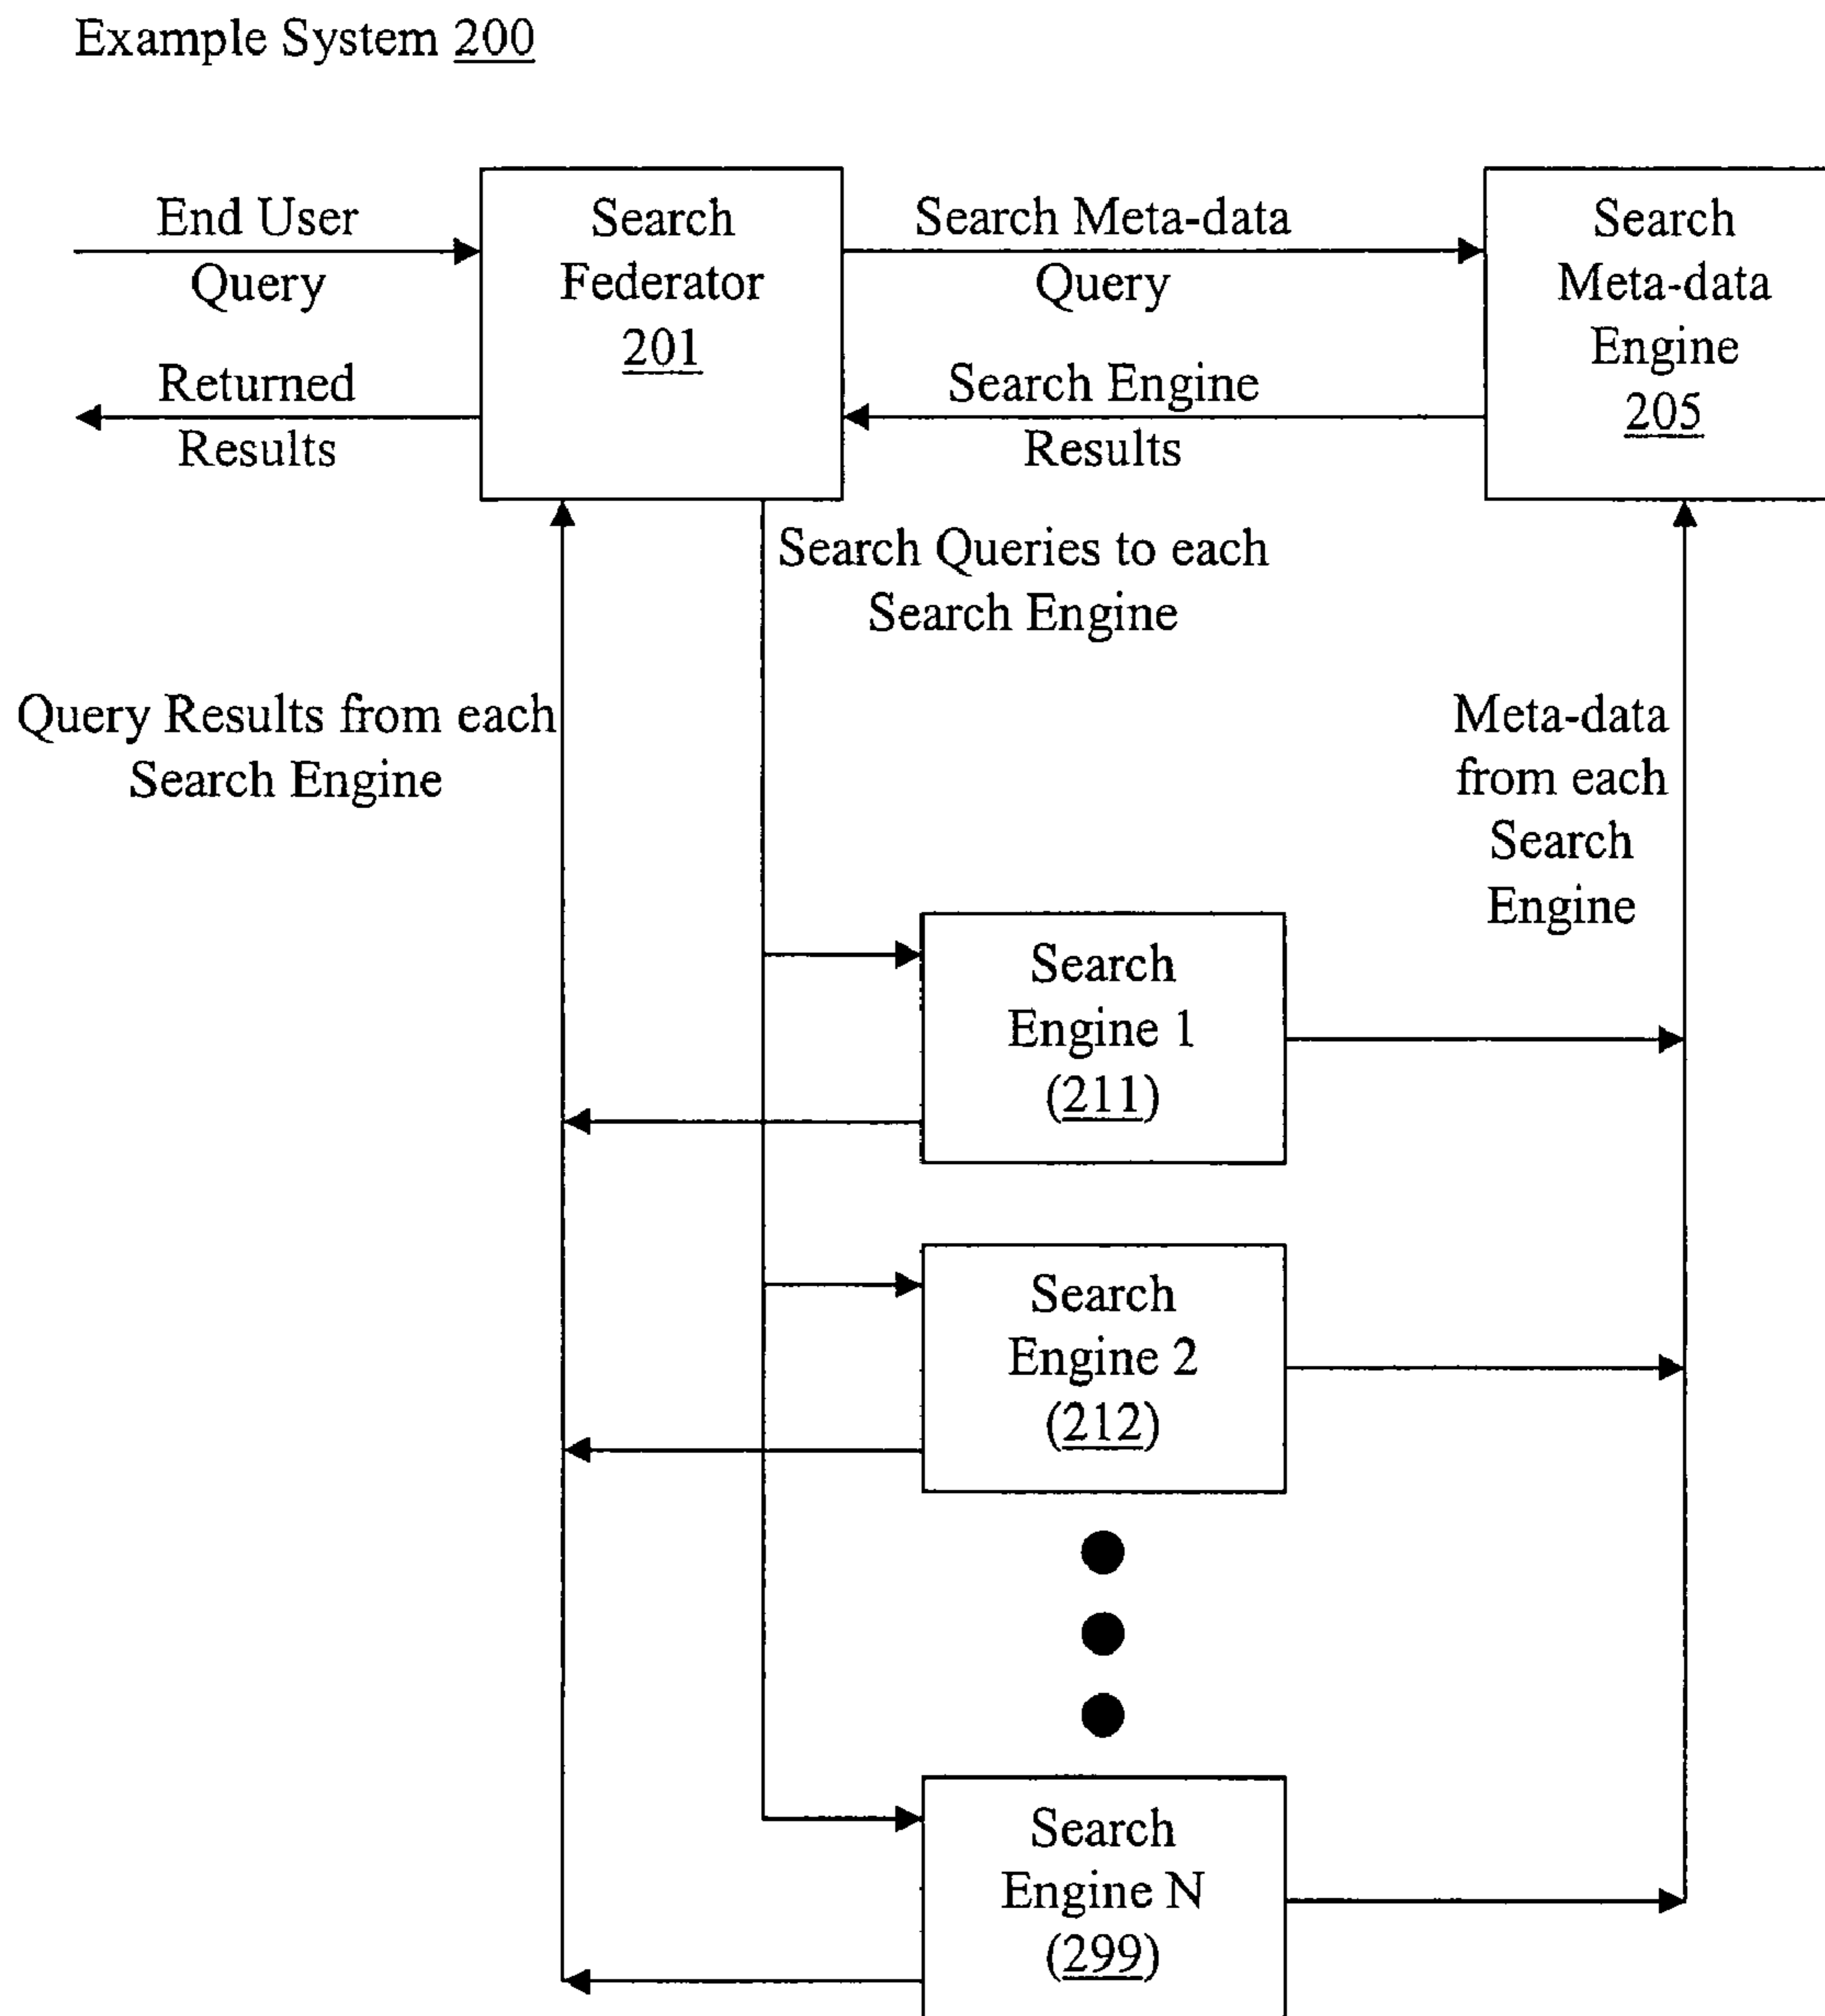 Example System 200
End User
Query
Returned
Results
Search
Federator
201
Search Meta-data
Query
Search Engine
Results
Search
Meta-data
Engine
205
Search Queries to each
Search Engine
Query Results from each
Search Engine
Meta-data
from each
Search
Engine
Search
Engine 1
(211)
Search
Engine 2
(212)
Search
Engine N
(299)